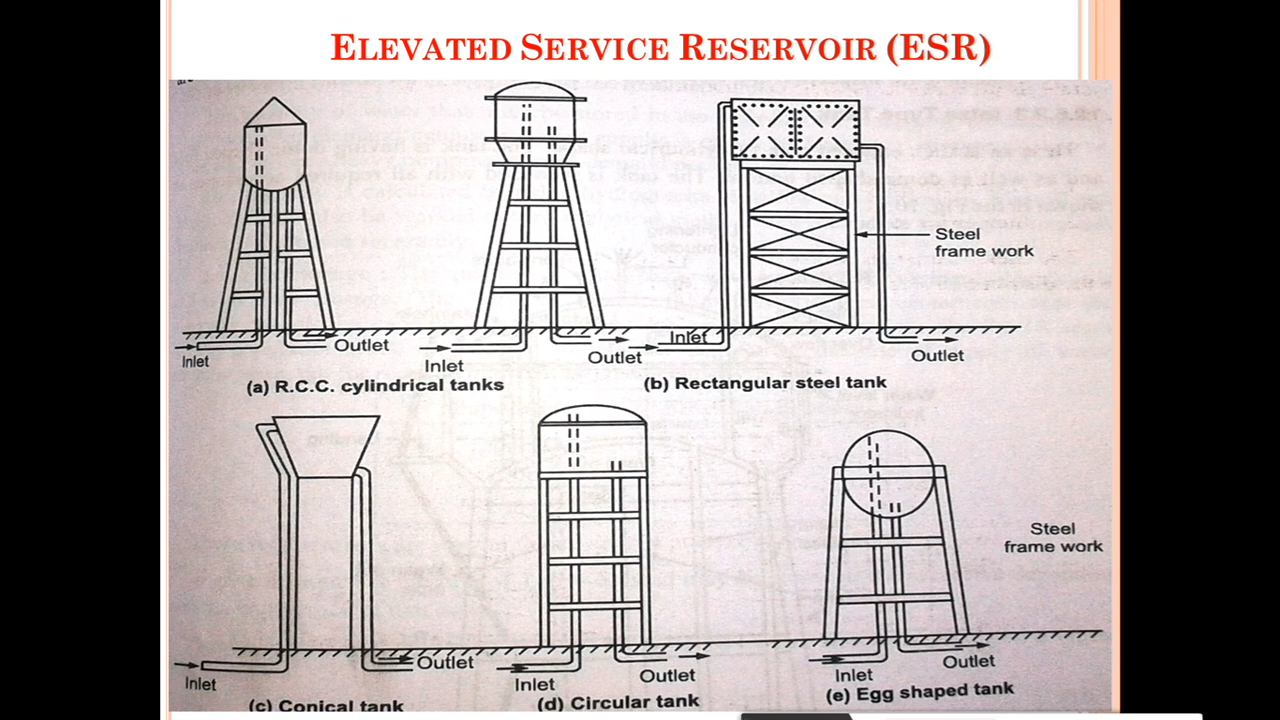 ELEVATED SERVICE RESERVOIR (ESR)
Steel
frame work
Inlet
Outlet
Inlet
Outlet
Inlet
Outlet
(a) R.C.C. cylindrical tanks
(b) Rectangular steel tank
Steel
frame work
Inlet
Outlet
Inlet
Outlet
Inlet
Outlet
(c) Conical tank
(d) Circular tank
(e) Egg shaped tank